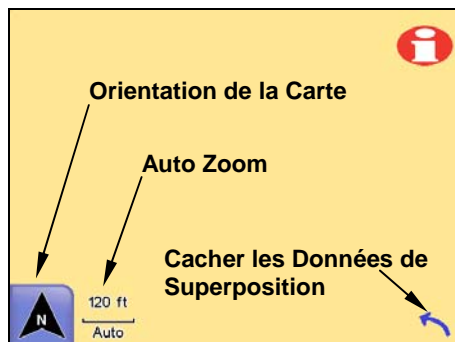 i
Orientation de la Carte
Auto Zoom
Cacher les Données de
Superposition
120 ft
Auto
N